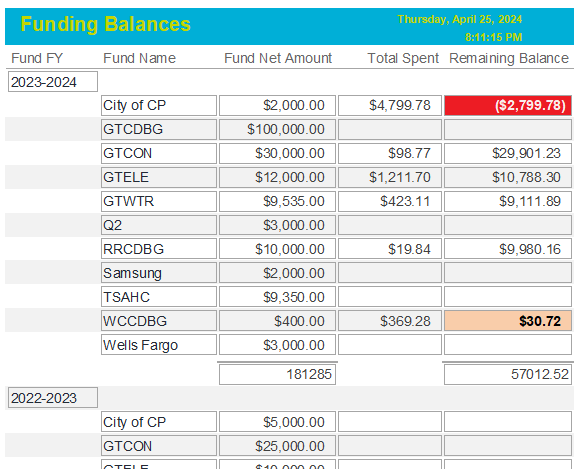 Funding Balances Thursday, April 25, 2024
8:11:15 PM
Fund FY Fund Name Fund Net Amount Total Spent Remaining Balance
2023-2024
City of CP $2,000.00 $4,799.78 ($2,799.78)
GTCDBG $100,000.00
GTCON $30,000.00 $98.77 $29,901.23
GTELE $12,000.00 $1,211.70 $10,788.30
GTWTR $9,535.00 $423.11 $9,111.89
Q2 $3,000.00
RRCDBG $10,000.00 $19.84 $9,980.16
Samsung $2,000.00
TSAHC $9,350.00
WCCDBG $400.00 $369.28 $30.72
Wells Fargo $3,000.00
181285 57012.52
2022-2023
City of CP $5,000.00
GTCON $25,000.00
GTELE $10,000.00